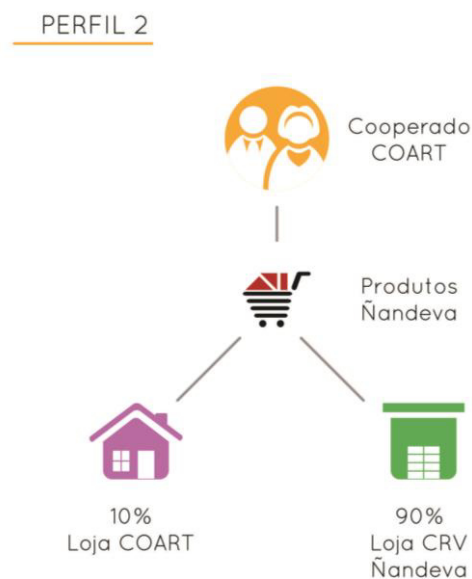 PERFIL 2
Cooperado
COART
Produtos
Ñandeva
10%
Loja COART
90%
Loja CRV
Ñandeva